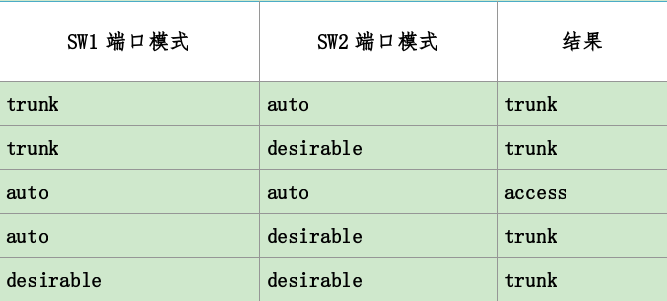 SW1 端口模式 SW2 端口模式 结果
trunk auto trunk
trunk desirable trunk
auto auto access
auto desirable trunk
desirable desirable trunk